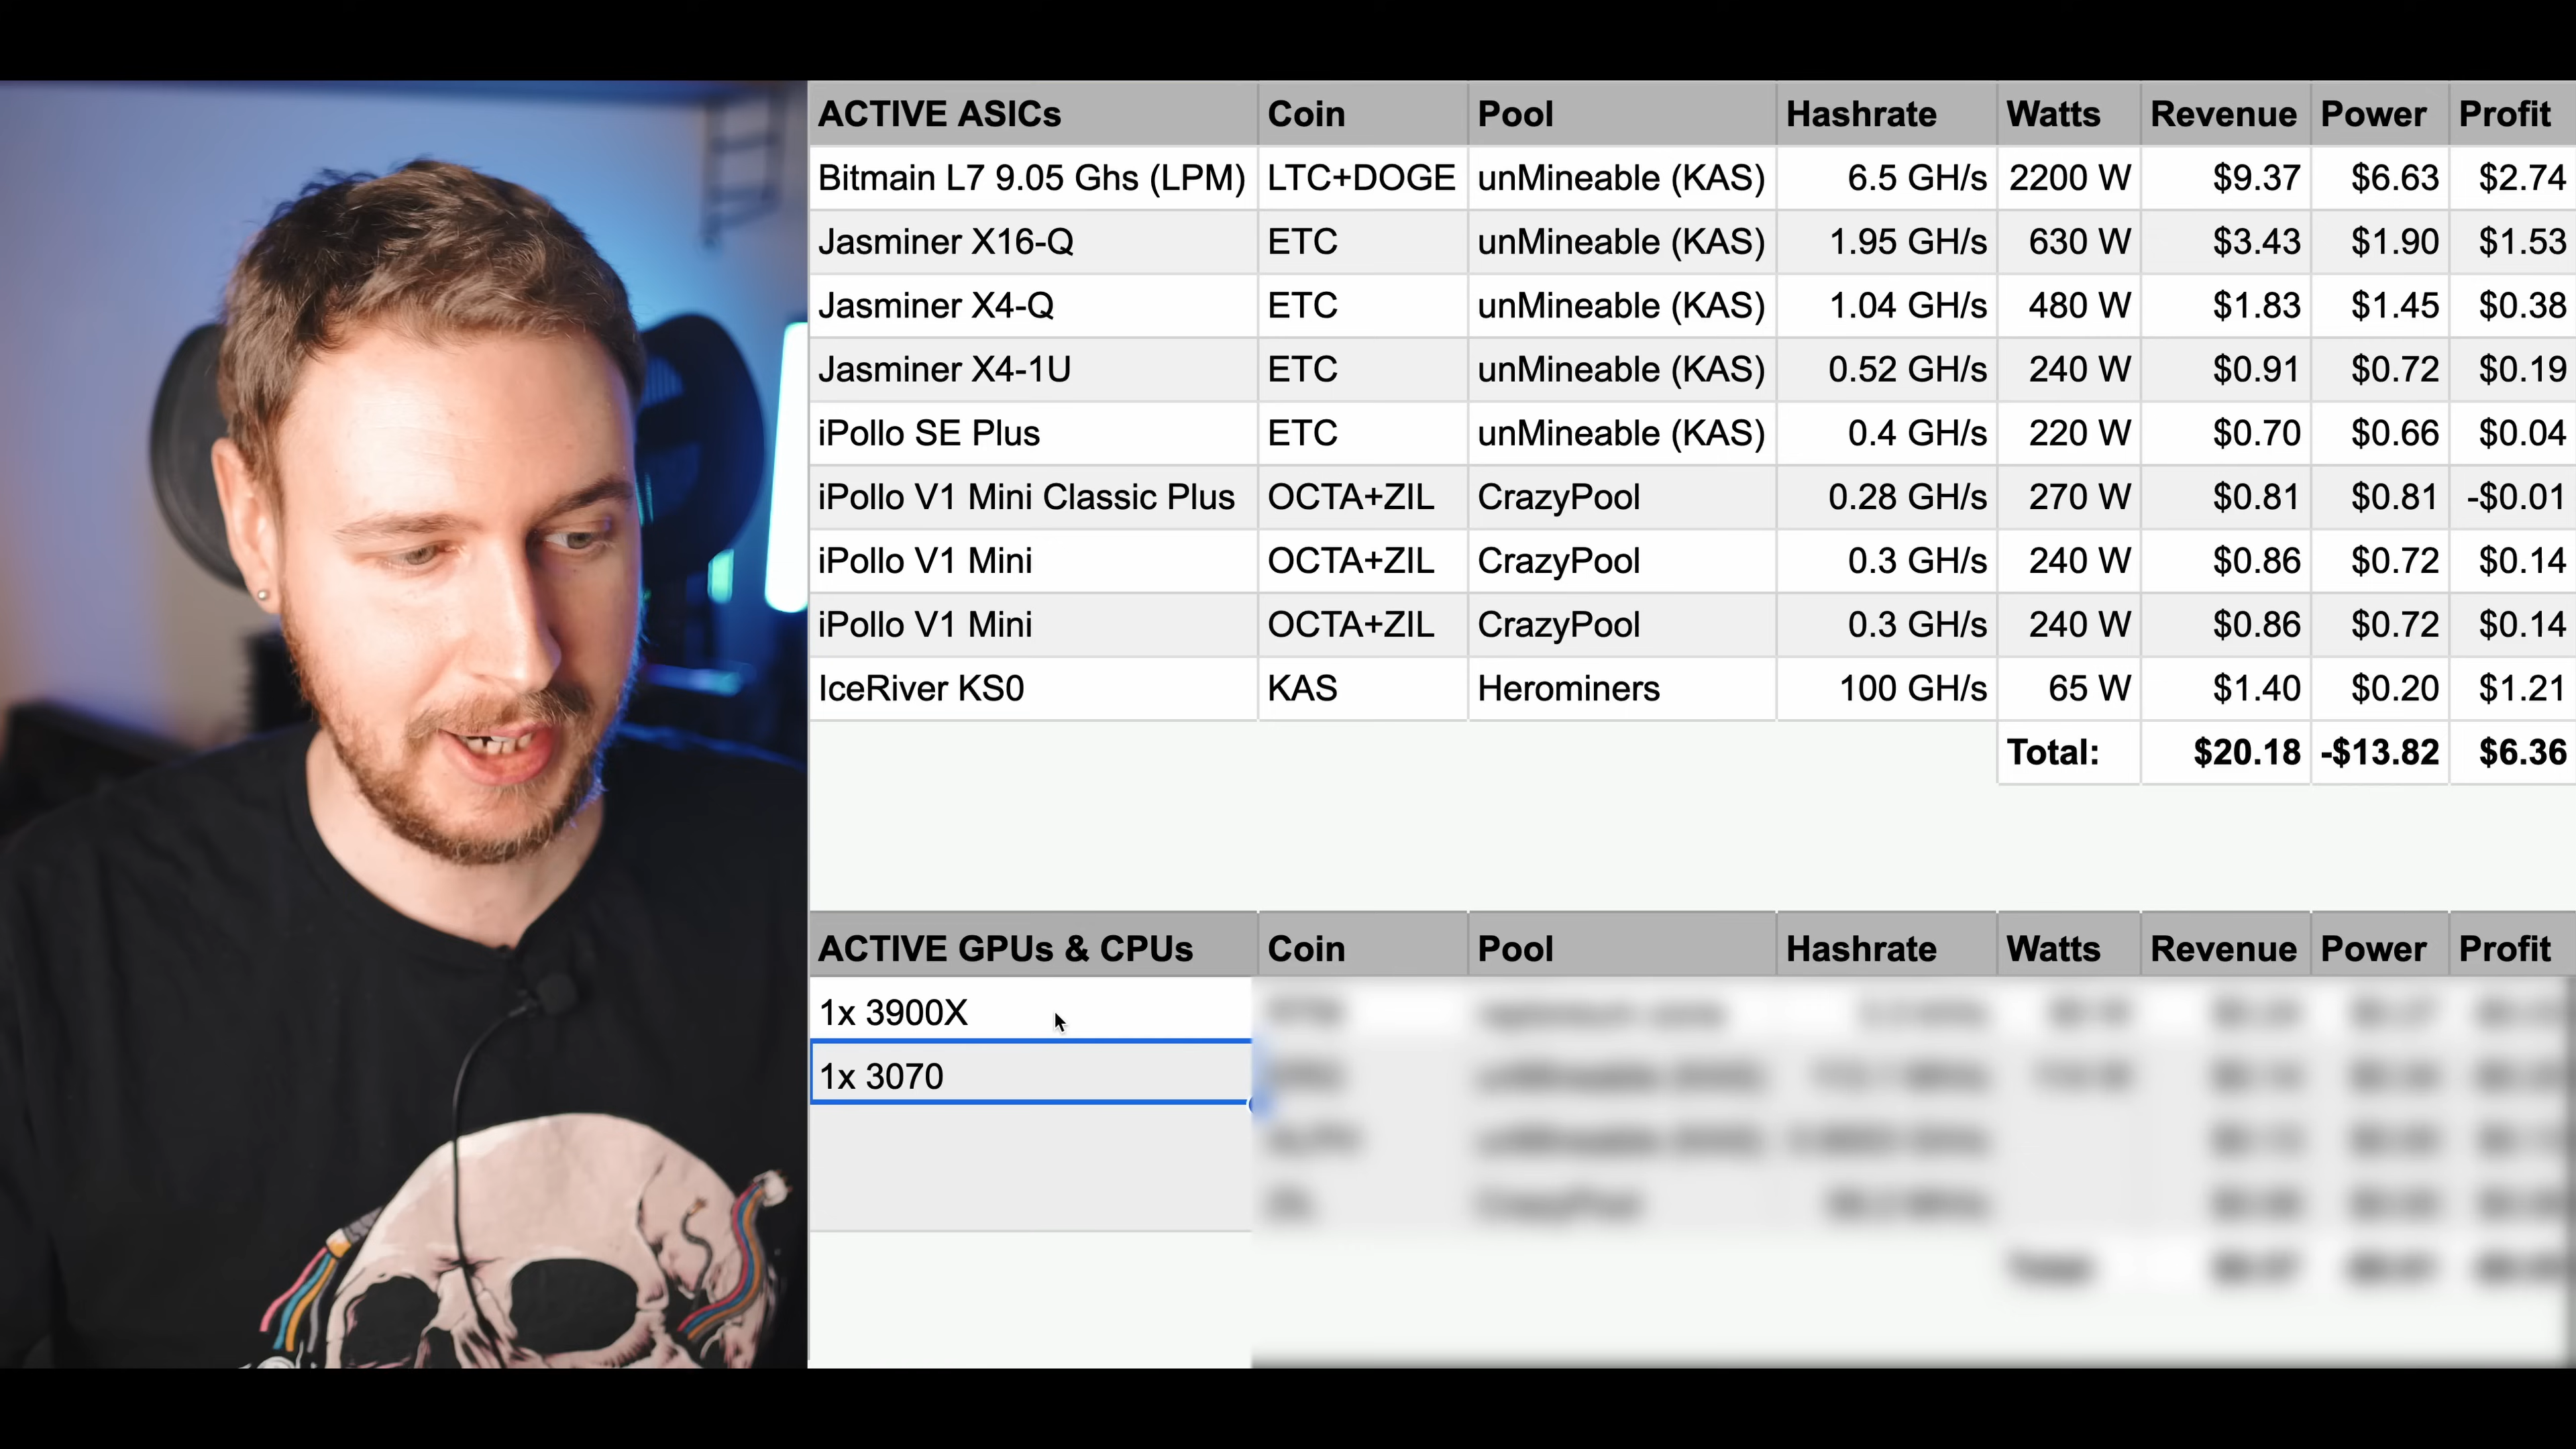 ACTIVE ASICs Coin Pool Hashrate Watts Revenue Power Profit
Bitmain L7 9.05 Ghs (LPM) LTC+DOGE unMineable (KAS) 6.5 GH/s 2200 W $9.37 $6.63 $2.74
Jasminer X16-Q ETC unMineable (KAS) 1.95 GH/s 630 W $3.43 $1.90 $1.53
Jasminer X4-Q ETC unMineable (KAS) 1.04 GH/s 480 W $1.83 $1.45 $0.38
Jasminer X4-1U ETC unMineable (KAS) 0.52 GH/s 240 W $0.91 $0.72 $0.19
iPollo SE Plus ETC unMineable (KAS) 0.4 GH/s 220 W $0.70 $0.66 $0.04
iPollo V1 Mini Classic Plus OCTA+ZIL CrazyPool 0.28 GH/s 270 W $0.81 $0.81 -$0.01
iPollo V1 Mini OCTA+ZIL CrazyPool 0.3 GH/s 240 W $0.86 $0.72 $0.14
iPollo V1 Mini OCTA+ZIL CrazyPool 0.3 GH/s 240 W $0.86 $0.72 $0.14
IceRiver KS0 KAS Herominers 100 GH/s 65 W $1.40 $0.20 $1.21
Total: $20.18 -$13.82 $6.36
ACTIVE GPUs & CPUs Coin Pool Hashrate Watts Revenue Power Profit
1x 3900X
1x 3070